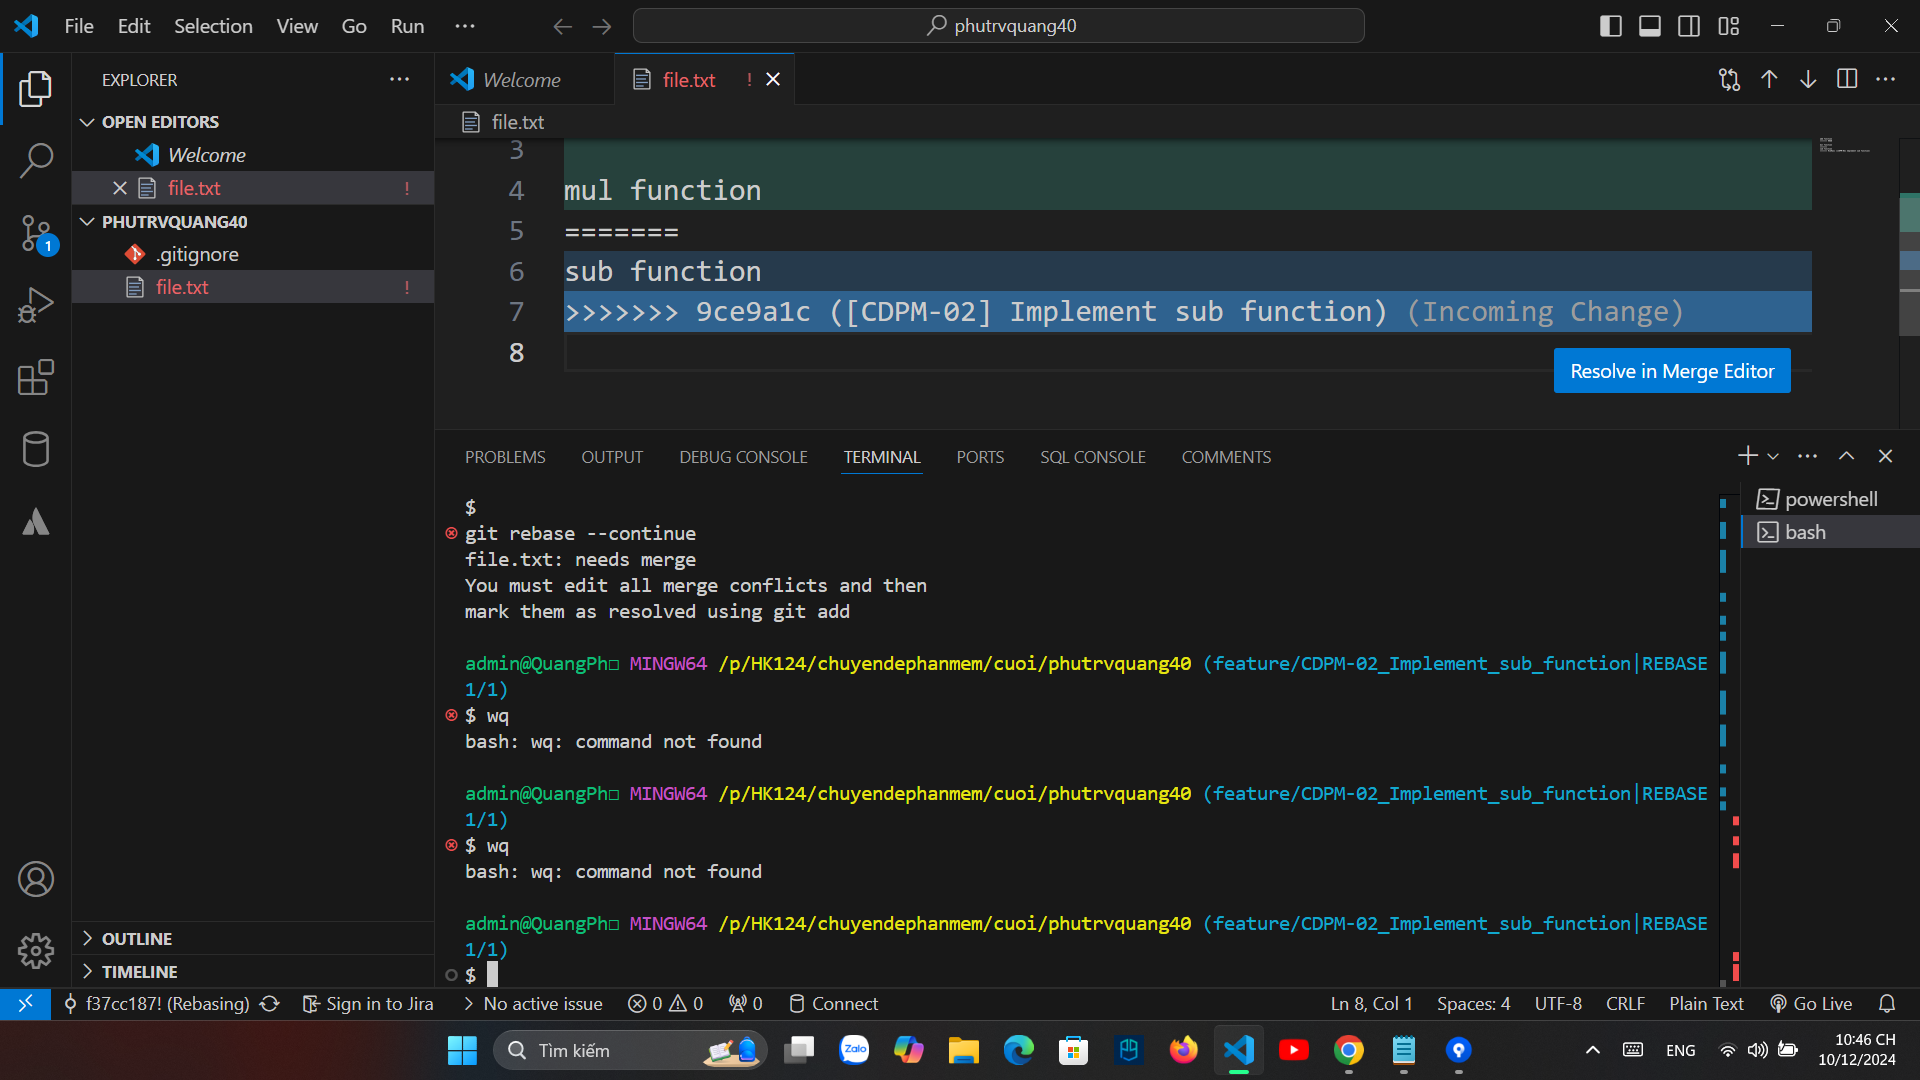 File Edit Selection View Go Run ···
phutrvquang40
EXPLORER
OPEN EDITORS
Welcome
file.txt !
PHUTRVQUANG40
.gitignore
file.txt !
1
OUTLINE
TIMELINE
Welcome
file.txt !
file.txt
3
4 mul function
5 =======
6 sub function
7 >>>>>>> 9ce9a1c ([CDPM-02] Implement sub function) (Incoming Change)
8
Resolve in Merge Editor
PROBLEMS OUTPUT DEBUG CONSOLE TERMINAL PORTS SQL CONSOLE COMMENTS
powershell
bash
$
git rebase --continue
file.txt: needs merge
You must edit all merge conflicts and then
mark them as resolved using git add
admin@QuangPh□ MINGW64 /p/HK124/chuyendephanmem/cuoi/phutrvquang40 (feature/CDPM-02_Implement_sub_function|REBASE
1/1)
$ wq
bash: wq: command not found
admin@QuangPh□ MINGW64 /p/HK124/chuyendephanmem/cuoi/phutrvquang40 (feature/CDPM-02_Implement_sub_function|REBASE
1/1)
$ wq
bash: wq: command not found
admin@QuangPh□ MINGW64 /p/HK124/chuyendephanmem/cuoi/phutrvquang40 (feature/CDPM-02_Implement_sub_function|REBASE
1/1)
$
f37cc187! (Rebasing) Sign in to Jira No active issue 0 0 0 Connect Ln 8, Col 1 Spaces: 4 UTF-8 CRLF Plain Text Go Live
Tìm kiếm
Zalo
ENG
10:46 CH
10/12/2024